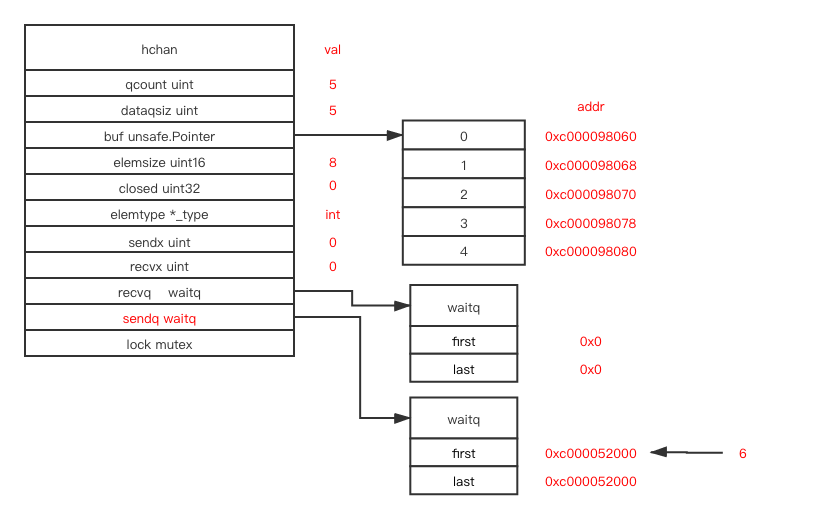 hchan val
qcount uint 5
dataqsiz uint 5
buf unsafe.Pointer
elemsize uint16 8
closed uint32 0
elemtype *_type int
sendx uint 0
recvx uint 0
recvq waitq
sendq waitq
lock mutex
addr
0 0xc000098060
1 0xc000098068
2 0xc000098070
3 0xc000098078
4 0xc000098080
waitq
first 0x0
last 0x0
waitq
first 0xc000052000 6
last 0xc000052000